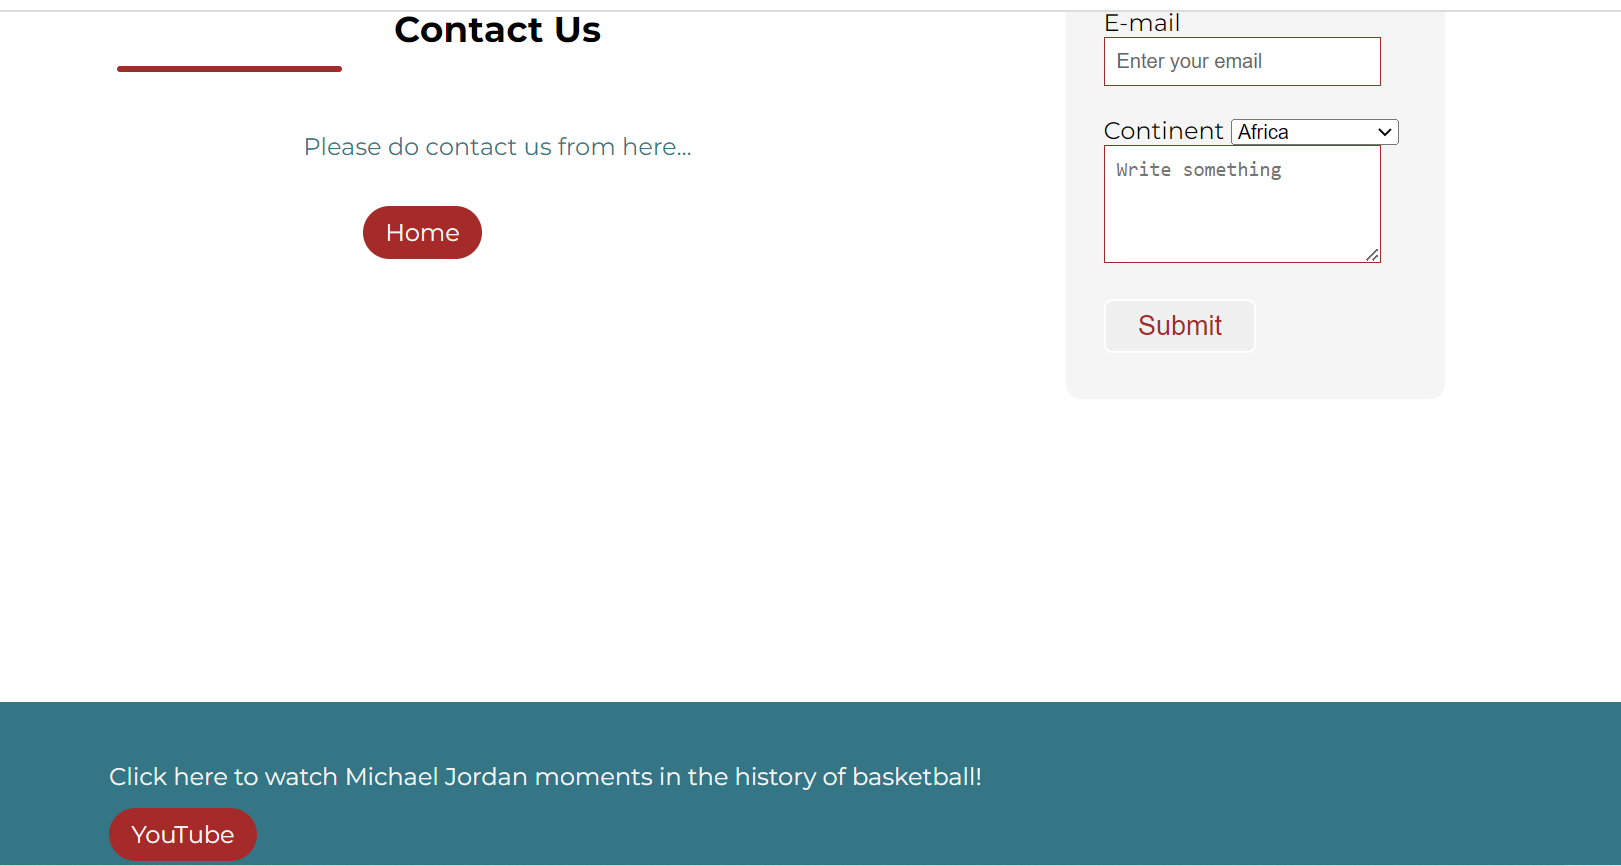 Contact Us
Please do contact us from here...
Home
E-mail
Enter your email
Continent Africa
Write something
Submit
Click here to watch Michael Jordan moments in the history of basketball!
YouTube